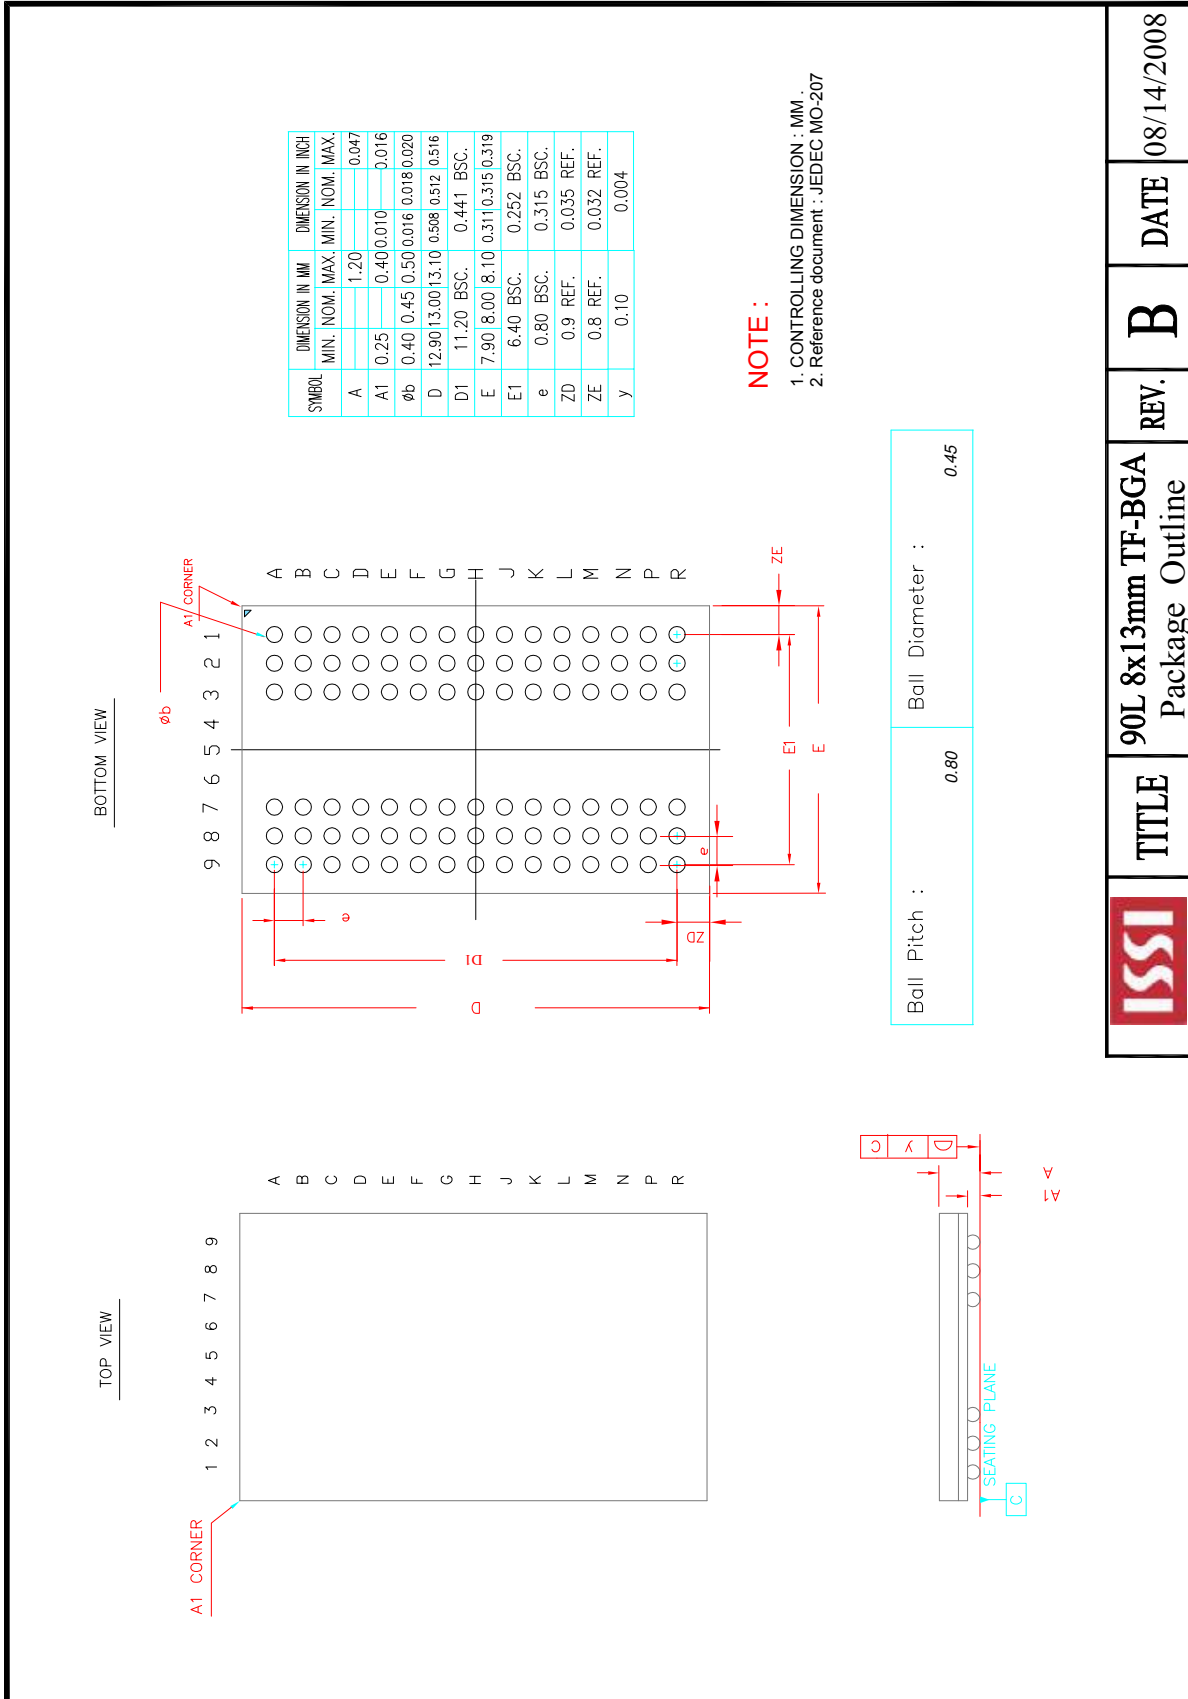 TOP VIEW
A1 CORNER
1 2 3 4 5 6 7 8 9
A
B
C
D
E
F
G
H
J
K
L
M
N
P
R
BOTTOM VIEW
9 8 7 6 5 4 3 2 1
øb
A1 CORNER
A
B
C
D
E
F
G
H
J
K
L
M
N
P
R
e
D1
D
ZD
e
E1
E
ZE
SYMBOL DIMENSION IN MM DIMENSION IN INCH
MIN. NOM. MAX. MIN. NOM. MAX.
A 1.20 0.047
A1 0.25 0.40 0.010 0.016
øb 0.40 0.45 0.50 0.016 0.018 0.020
D 12.90 13.00 13.10 0.508 0.512 0.516
D1 11.20 BSC. 0.441 BSC.
E 7.90 8.00 8.10 0.311 0.315 0.319
E1 6.40 BSC. 0.252 BSC.
e 0.80 BSC. 0.315 BSC.
ZD 0.9 REF. 0.035 REF.
ZE 0.8 REF. 0.032 REF.
y 0.10 0.004
NOTE :
1. CONTROLLING DIMENSION : MM .
2. Reference document : JEDEC MO-207
C y
A
A1
SEATING PLANE
C
Ball Pitch : 0.80
Ball Diameter : 0.45
ISSI
TITLE
90L 8x13mm TF-BGA
Package Outline
REV.
B
DATE
08/14/2008